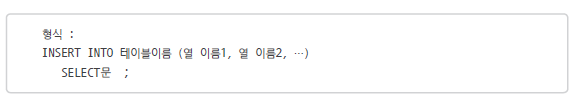 형식 :
INSERT INTO 테이블이름 (열 이름1, 열 이름2, …)
SELECT문 ;